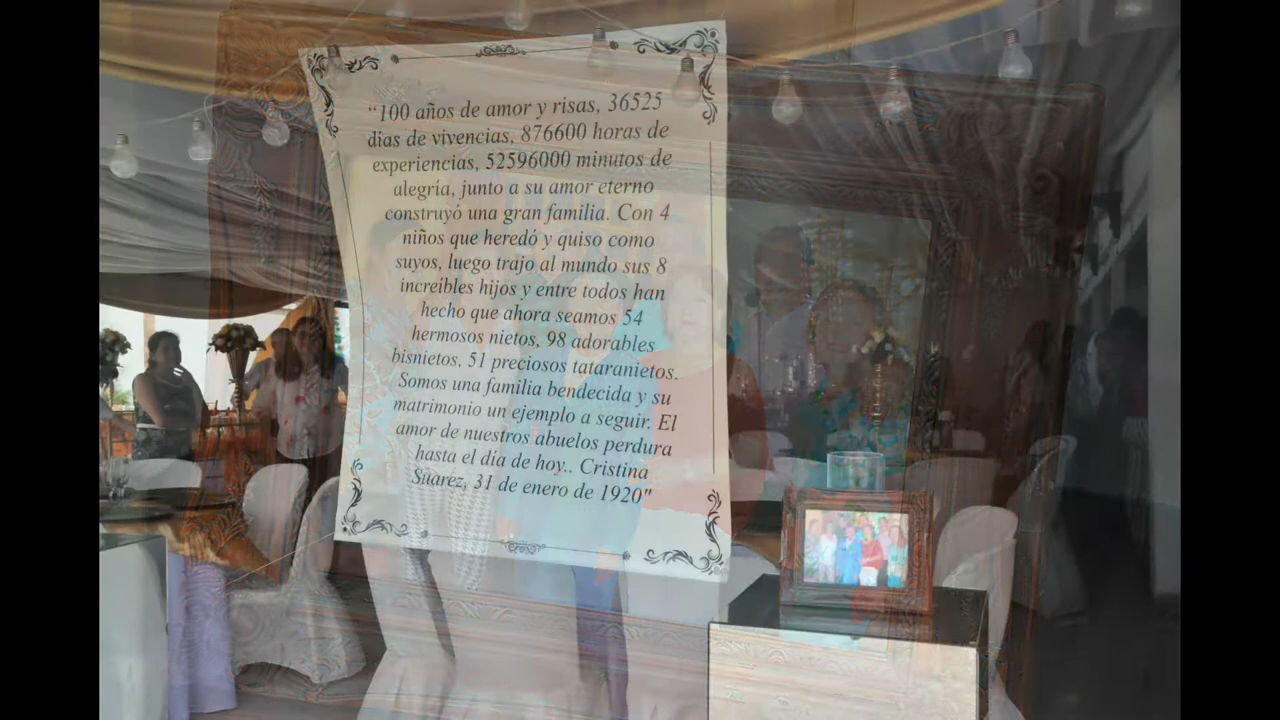 “100 años de amor y risas, 36525
días de vivencias, 876600 horas de
experiencias, 52596000 minutos de
alegría, junto a su amor eterno
construyó una gran familia. Con 4
niños que heredó y quiso como
suyos, luego trajo al mundo sus 8
increíbles hijos y entre todos han
hecho que ahora seamos 54
hermosos nietos, 98 adorables
bisnietos, 51 preciosos tataranietos.
Somos una familia bendecida y su
matrimonio un ejemplo a seguir. El
amor de nuestros abuelos perdura
hasta el día de hoy.. Cristina
Suarez, 31 de enero de 1920"